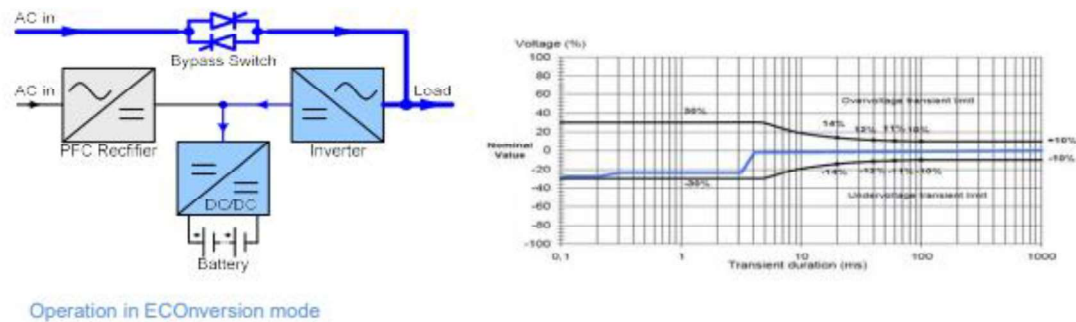 AC in
Bypass Switch
AC in
Load
PFC Rectifier
Inverter
DC/DC
Battery
Operation in ECOnversion mode
Voltage (%)
100
80
60
40
20
0
-20
-40
-60
-80
-100
Nominal
Value
Overvoltage transient limit
30%
14%
12%
11%
10%
+10%
-10%
-30%
-14%
-12%
-11%
-10%
Undervoltage transient limit
0,1
1
10
100
1000
Transient duration (ms)